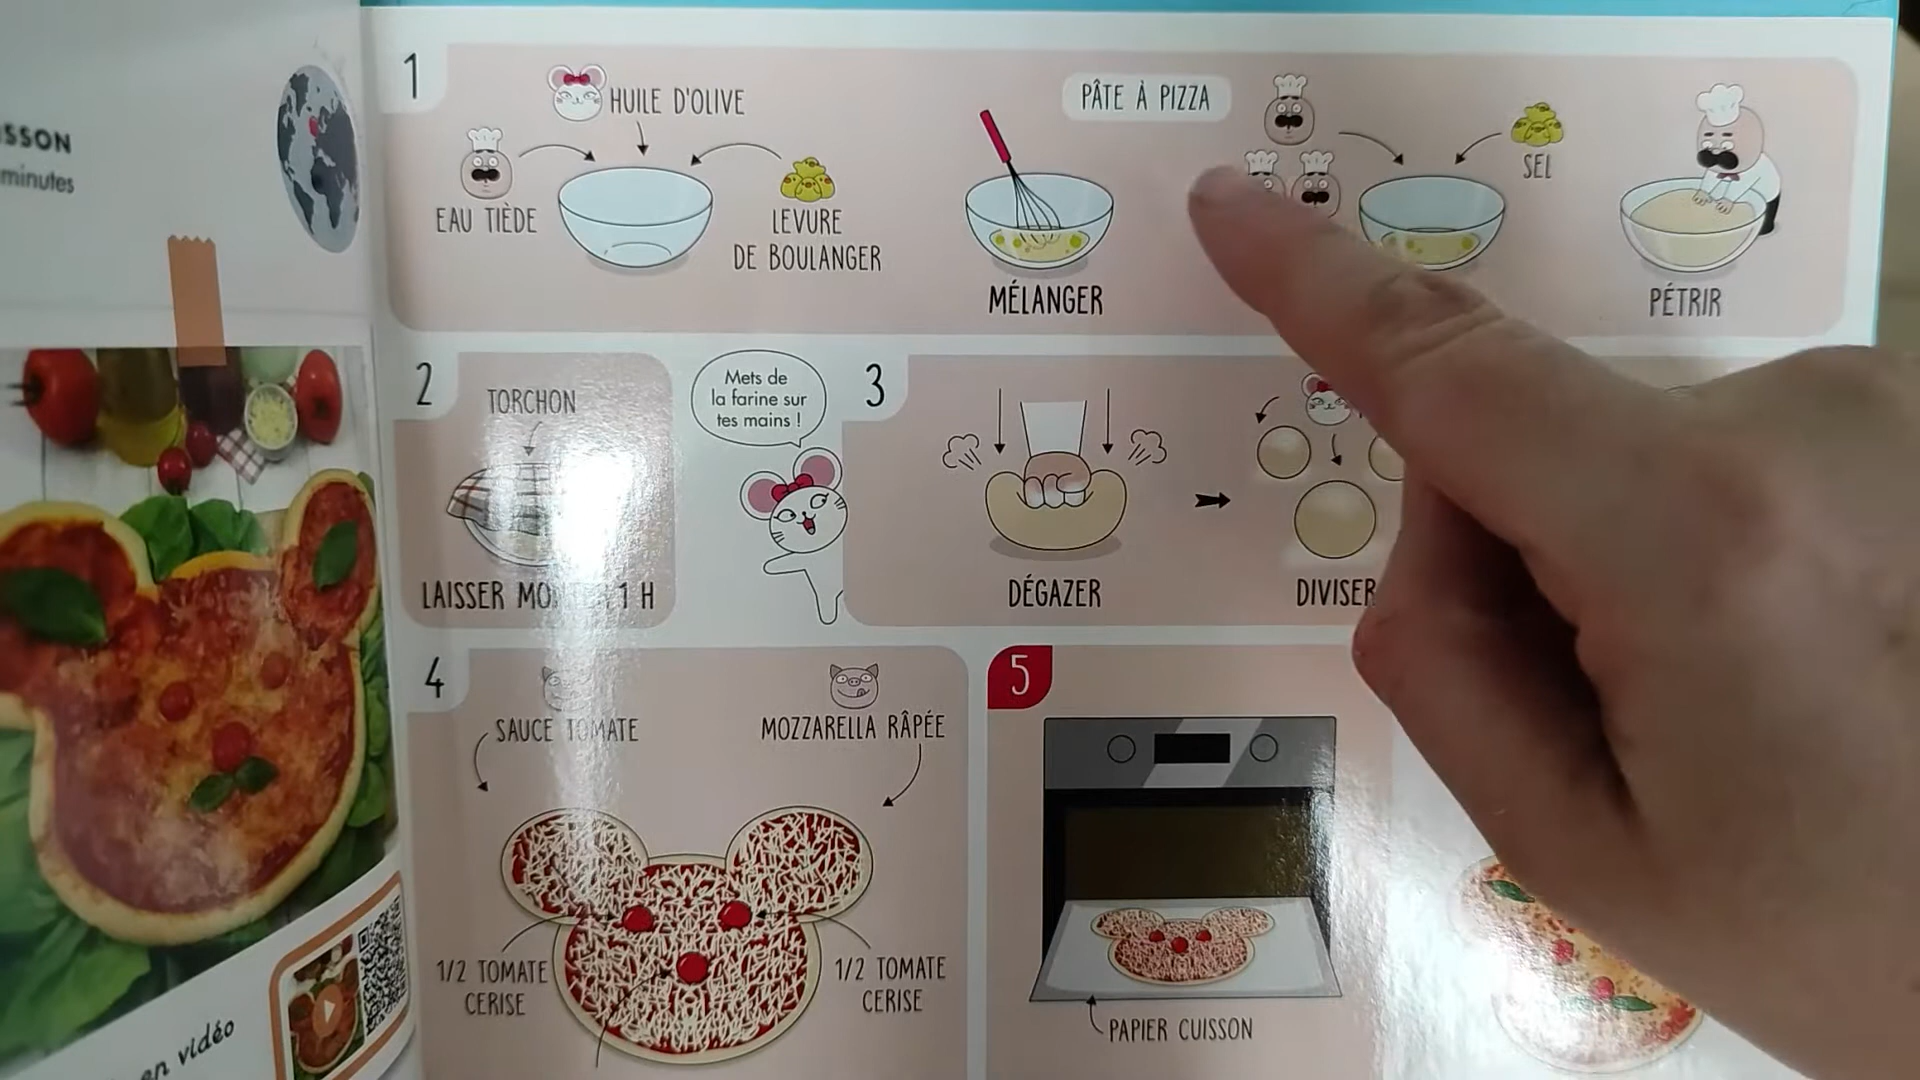 SSON
minutes
en vidéo
1
HUILE D'OLIVE
EAU TIÈDE
LEVURE
DE BOULANGER
MÉLANGER
PÂTE À PIZZA
SEL
PÉTRIR
2
TORCHON
LAISSER 1 H
Mets de
la farine sur
tes mains !
3
DÉGAZER
DIVISER
4
SAUCE TOMATE
MOZZARELLA RÂPÉE
1/2 TOMATE
CERISE
1/2 TOMATE
CERISE
5
PAPIER CUISSON